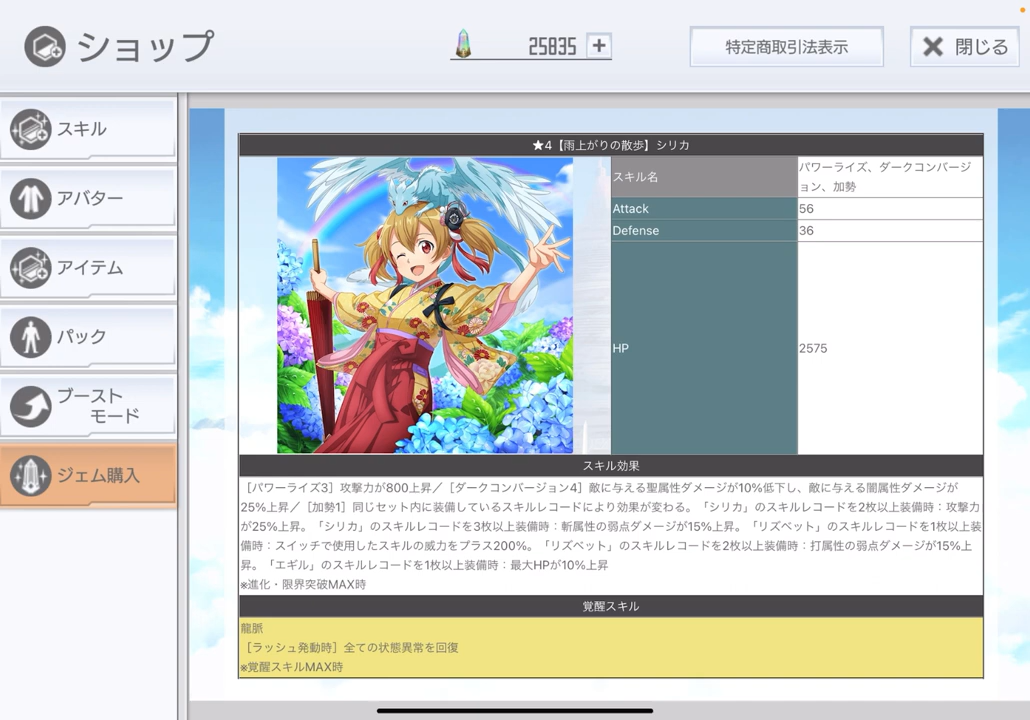 ショップ
25835
特定商取引法表示
閉じる
スキル
アバター
アイテム
パック
ブースト
モード
ジェム購入
★4【雨上がりの散歩】シリカ
スキル名
パワーライズ、ダークコンバージ
ョン、加勢
Attack
56
Defense
36
HP
2575
スキル効果
［パワーライズ3］攻撃力が800上昇／［ダークコンバージョン4］敵に与える聖属性ダメージが10%低下し、敵に与える闇属性ダメージが
25%上昇／［加勢1］同じセット内に装備しているスキルレコードにより効果が変わる。「シリカ」のスキルレコードを2枚以上装備時：攻撃力
が25%上昇。「シリカ」のスキルレコードを3枚以上装備時：斬属性の弱点ダメージが15%上昇。「リズベット」のスキルレコードを1枚以上装
備時：スイッチで使用したスキルの威力をプラス200%。「リズベット」のスキルレコードを2枚以上装備時：打属性の弱点ダメージが15%上
昇。「エギル」のスキルレコードを1枚以上装備時：最大HPが10%上昇
※進化・限界突破MAX時
覚醒スキル
龍脈
［ラッシュ発動時］全ての状態異常を回復
※覚醒スキルMAX時